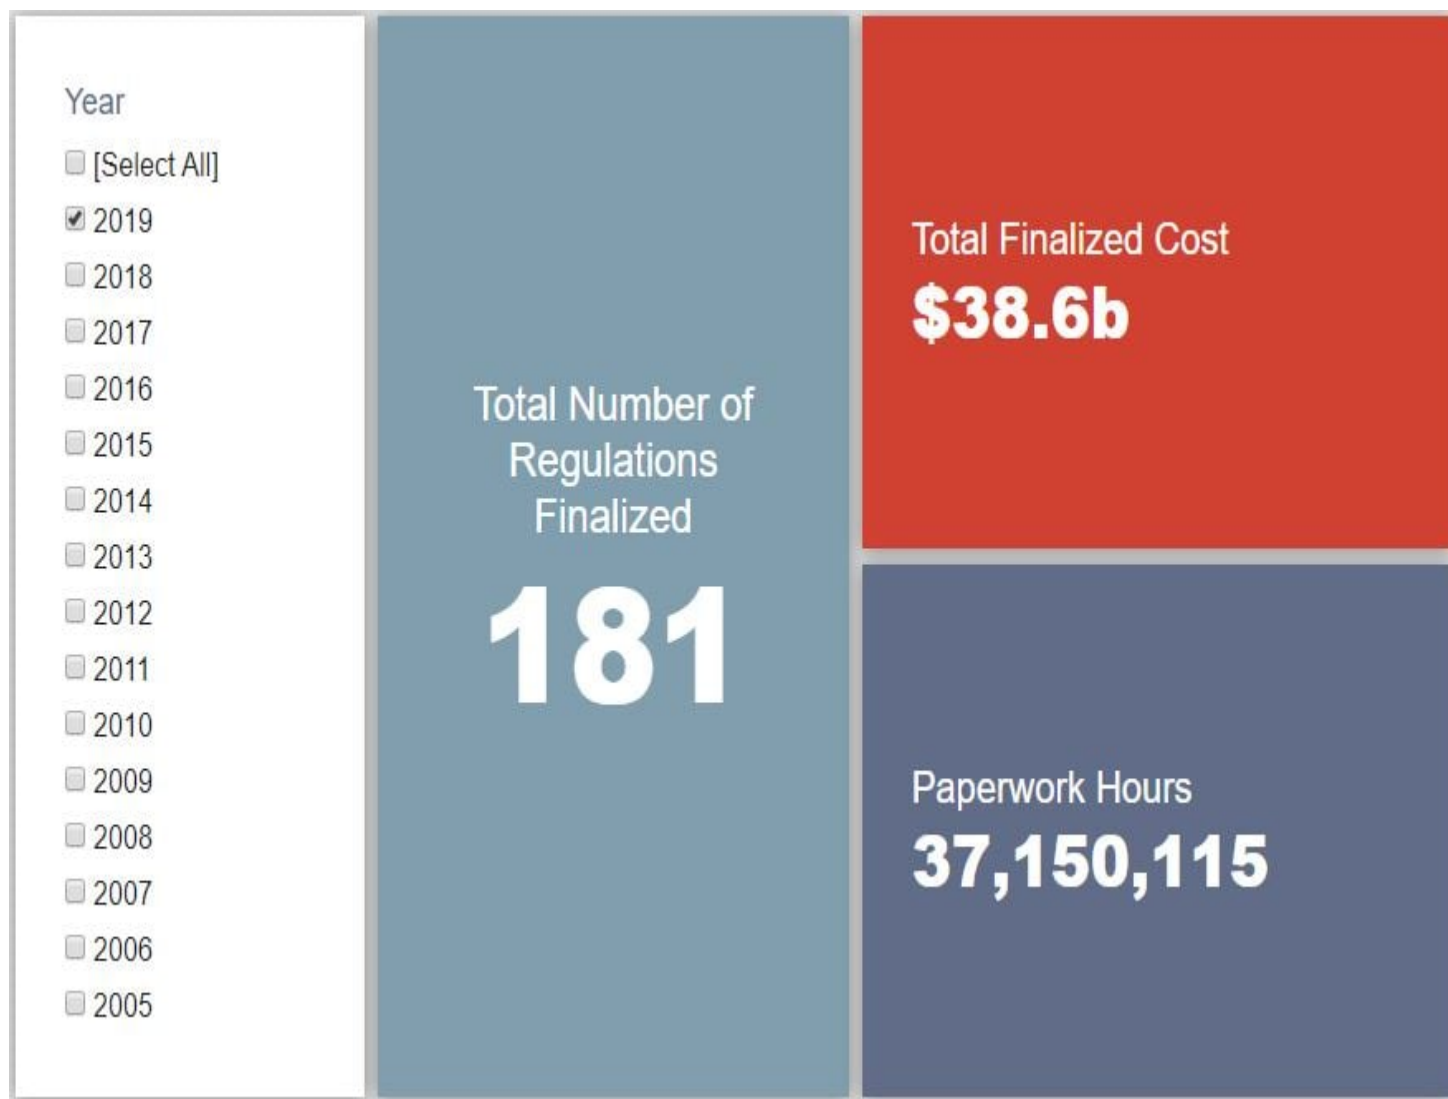 Year
[Select All]
2019
2018
2017
2016
2015
2014
2013
2012
2011
2010
2009
2008
2007
2006
2005
Total Number of
Regulations
Finalized
181
Total Finalized Cost
$38.6b
Paperwork Hours
37,150,115